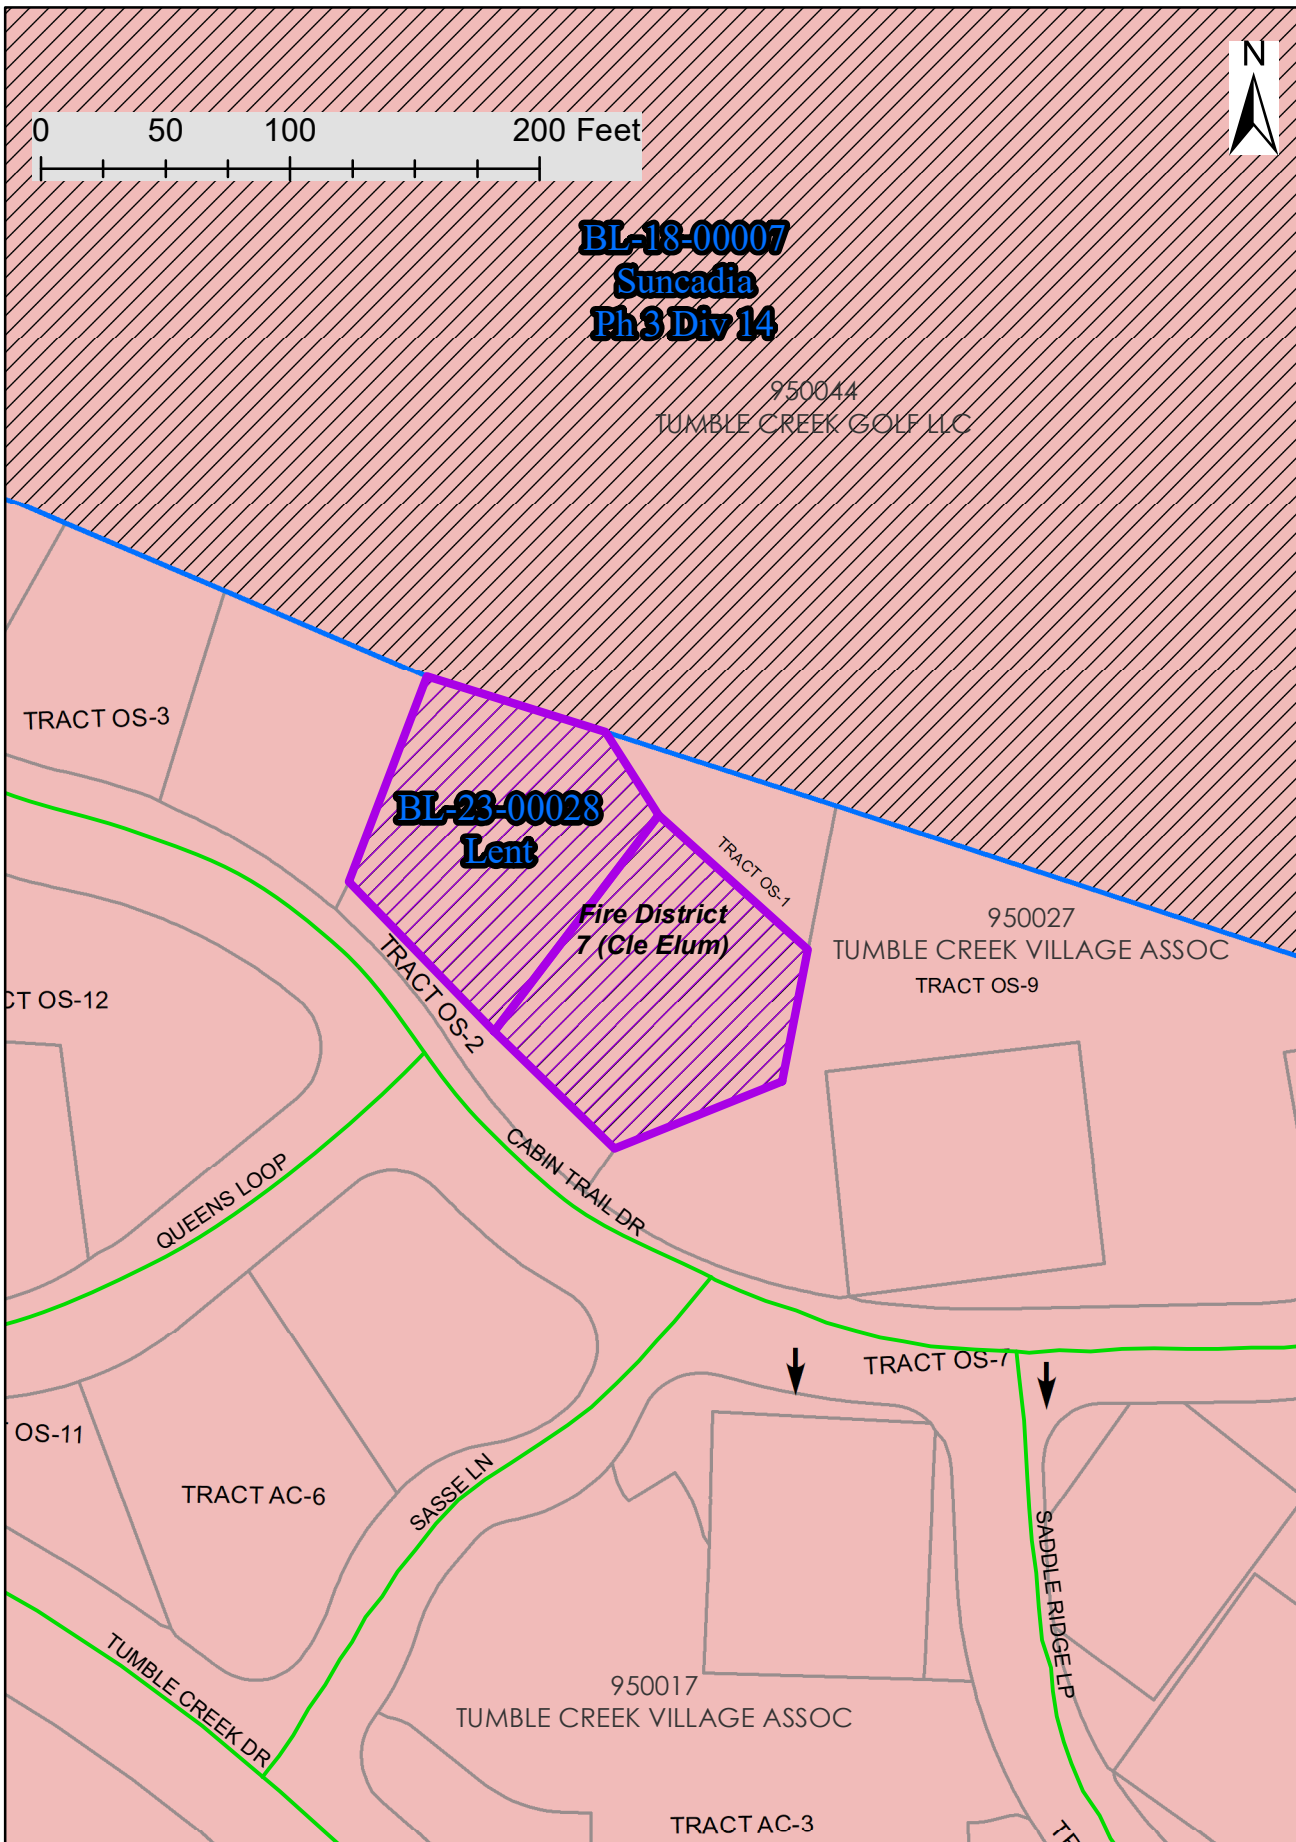 N
0 50 100 200 Feet
BL-18-00007
Suncadia
Ph 3 Div 14
950044
TUMBLE CREEK GOLF LLC
TRACT OS-3
BL-23-00028
Lent
TRACT OS-1
Fire District
7 (Cle Elum)
950027
TUMBLE CREEK VILLAGE ASSOC
TRACT OS-9
TRACT OS-2
CT OS-12
CABIN TRAIL DR
QUEENS LOOP
TRACT OS-7
OS-11
TRACT AC-6
SASSE LN
SADDLE RIDGE LP
TUMBLE CREEK DR
950017
TUMBLE CREEK VILLAGE ASSOC
TRACT AC-3